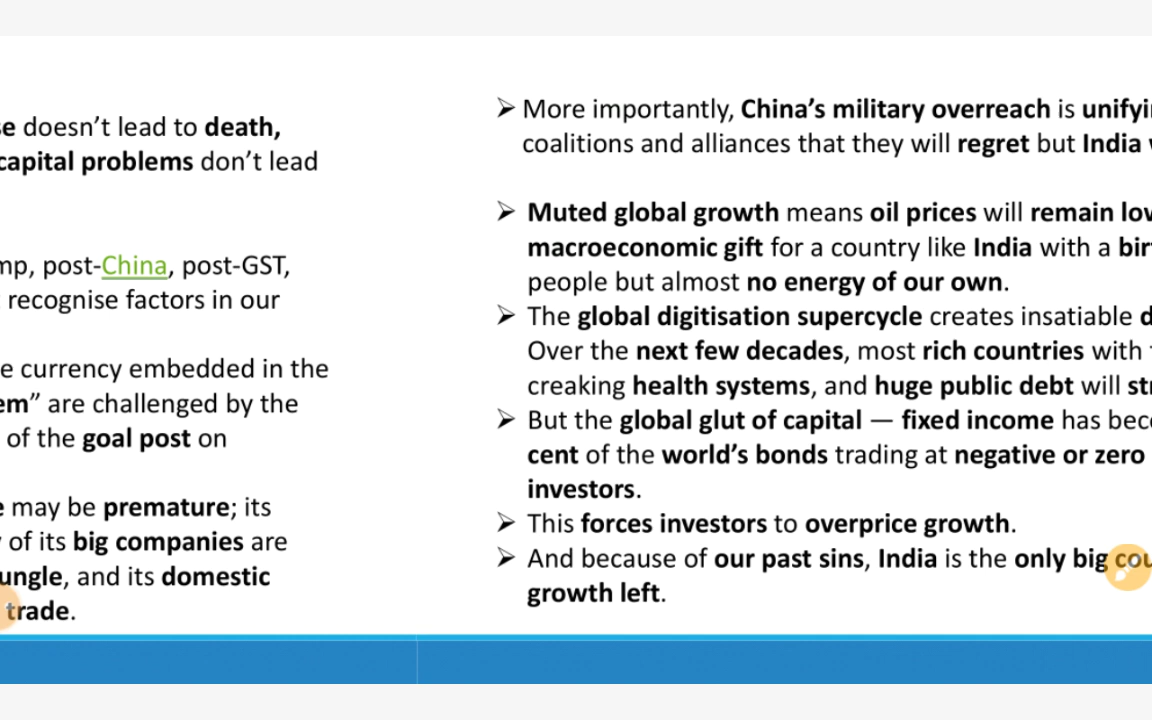 doesn’t lead to death,
capital problems don’t lead
post-China, post-GST,
recognise factors in our
currency embedded in the
” are challenged by the
of the goal post on
may be premature; its
of its big companies are
, and its domestic
trade.
➢ More importantly, China’s military overreach is
coalitions and alliances that they will regret but India
➢ Muted global growth means oil prices will remain
macroeconomic gift for a country like India with a
people but almost no energy of our own.
➢ The global digitisation supercycle creates insatiable
Over the next few decades, most rich countries with
creaking health systems, and huge public debt will
➢ But the global glut of capital — fixed income has
cent of the world’s bonds trading at negative or zero
investors.
➢ This forces investors to overprice growth.
➢ And because of our past sins, India is the only big
growth left.